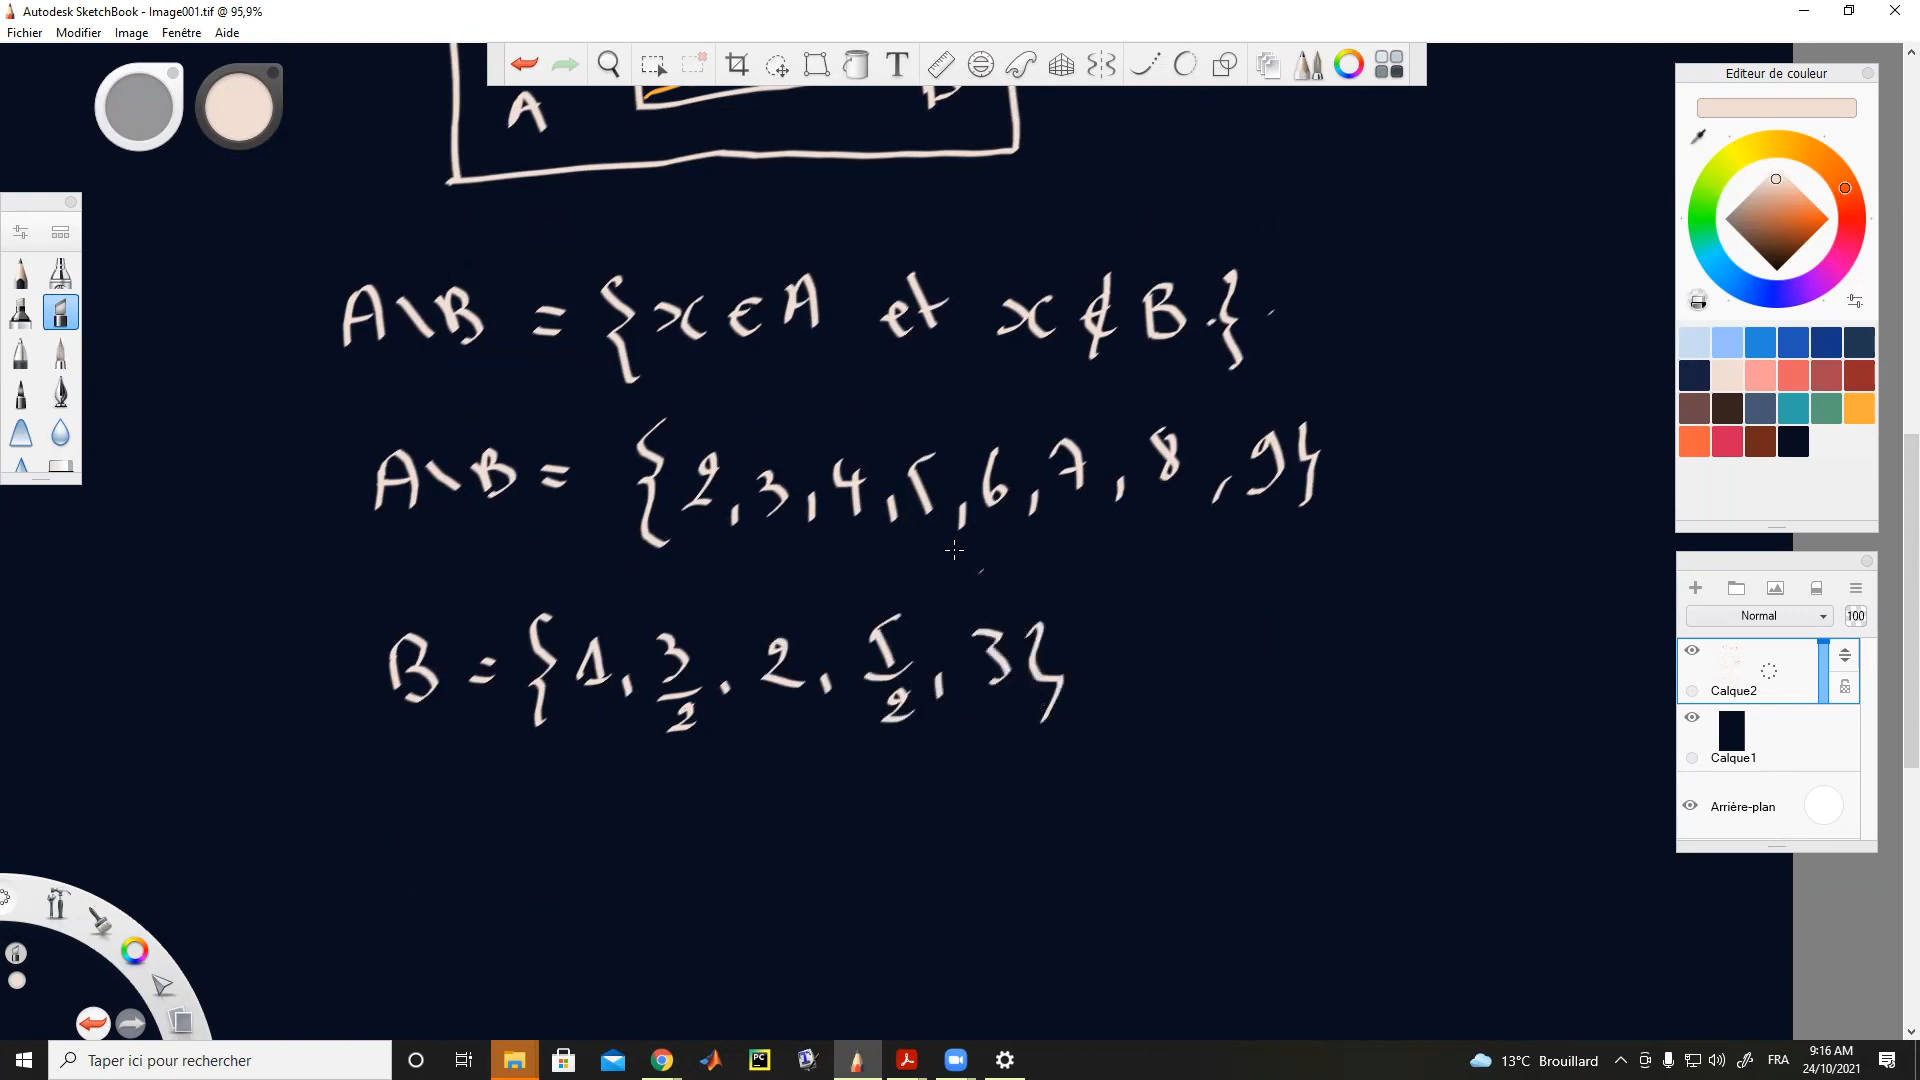 Autodesk SketchBook - Image001.tif @ 95,9%
Fichier Modifier Image Fenêtre Aide
T
Editeur de couleur
A B
A\B = {x ∈ A et x ∉ B}
A\B = {2, 3, 4, 5, 6, 7, 8, 9}
B = {1, 3/2, 2, 5/2, 3}
Normal 100
Calque2
Calque1
Arrière-plan
Taper ici pour rechercher
PC
13°C Brouillard
FRA
9:16 AM
24/10/2021